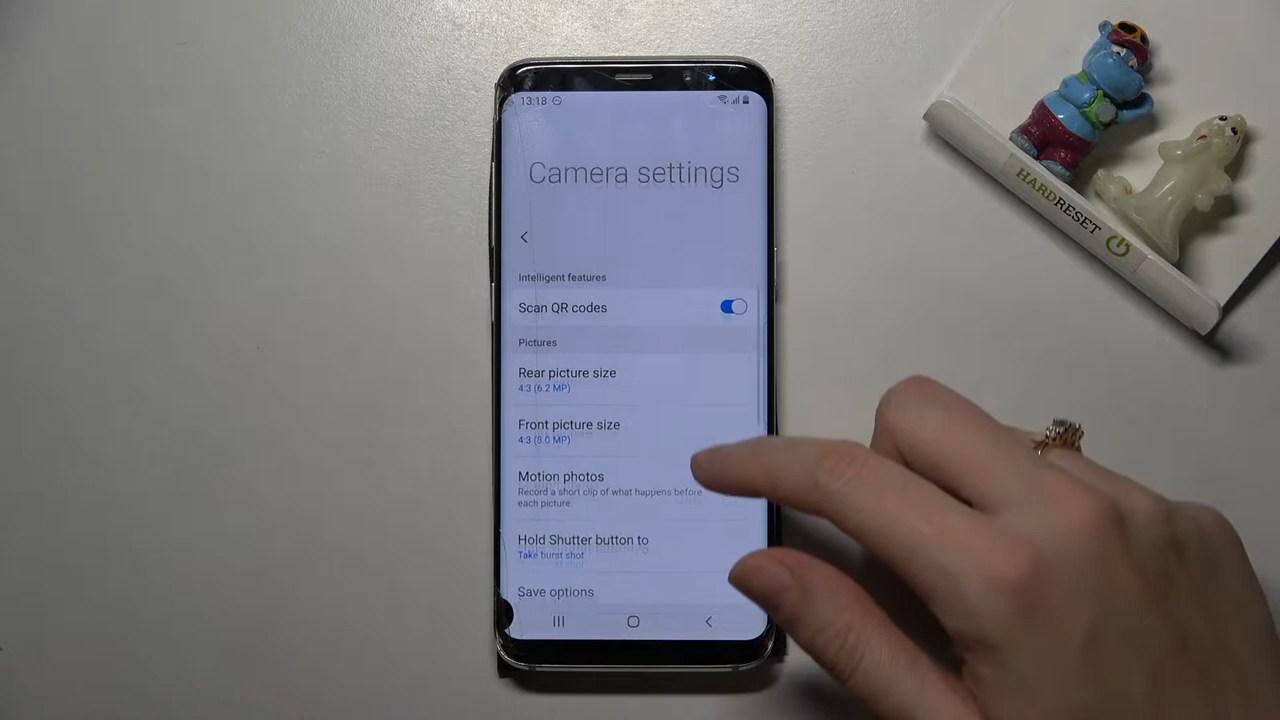 13:18
Camera settings
Intelligent features
Scan QR codes
Pictures
Rear picture size
4:3 (6.2 MP)
Front picture size
4:3 (8.0 MP)
Motion photos
Record a short clip of what happens before
each picture.
Hold Shutter button to
Take burst shot
Save options
HARDRESET